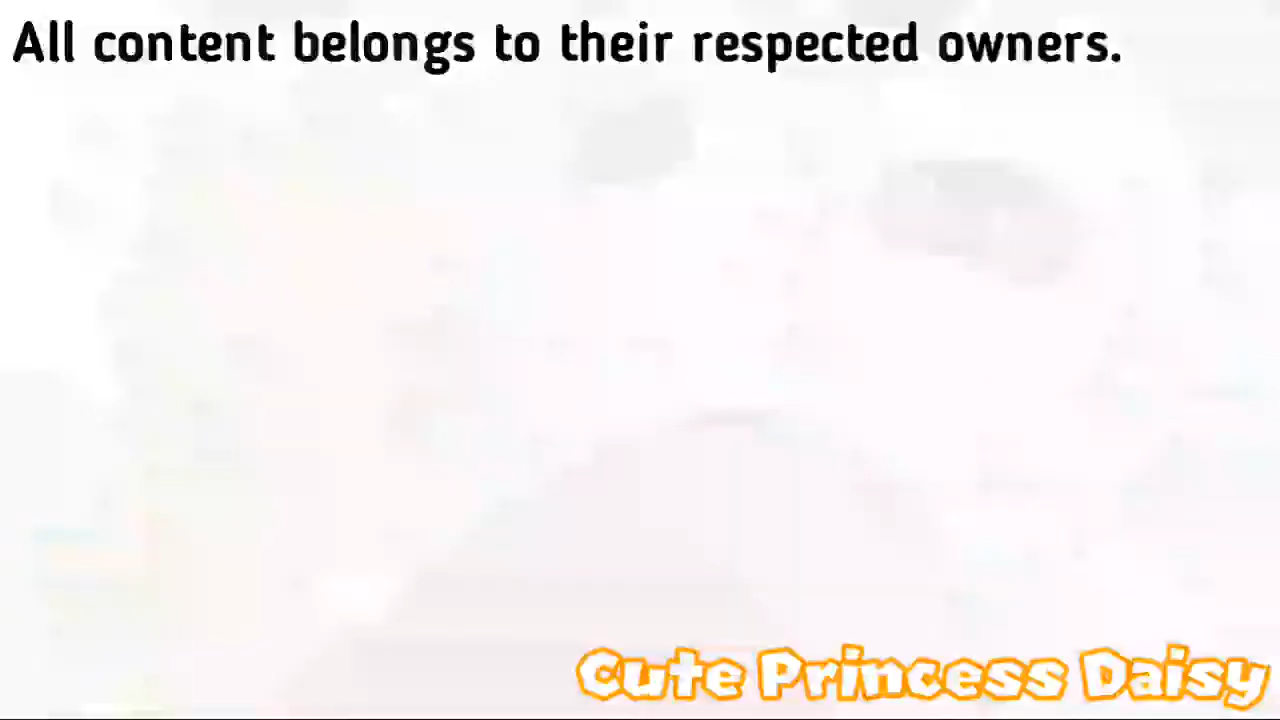 All content belongs to their respected owners.
Cute Princess Daisy